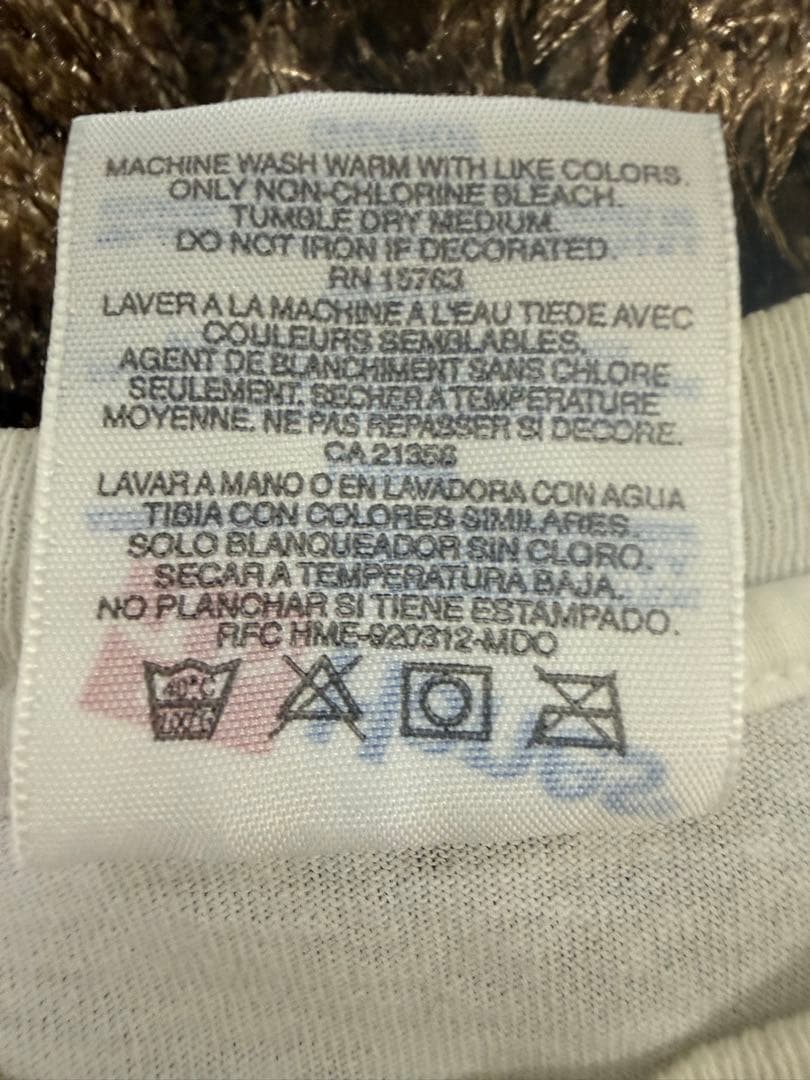 MACHINE WASH WARM WITH LIKE COLORS.
ONLY NON-CHLORINE BLEACH.
TUMBLE DRY MEDIUM.
DO NOT IRON IF DECORATED.
RN 15763
LAVER A LA MACHINE A L'EAU TIEDE AVEC
COULEURS SEMBLABLES.
AGENT DE BLANCHIMENT SANS CHLORE
SEULEMENT. SECHER A TEMPERATURE
MOYENNE. NE PAS REPASSER SI DECORE.
CA 21356
LAVAR A MANO O EN LAVADORA CON AGUA
TIBIA CON COLORES SIMILARES.
SOLO BLANQUEADOR SIN CLORO.
SECAR A TEMPERATURA BAJA.
NO PLANCHAR SI TIENE ESTAMPADO.
RFC HME-920312-MDO
40°C